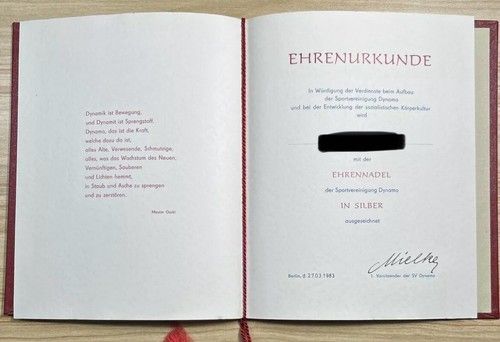 Dynamik ist Bewegung,
und Dynamit ist Sprengstoff.
Dynamo, das ist die Kraft,
welche dazu da ist,
alles Alte, Verwesende, Schmutzige,
alles, was das Wachstum des Neuen,
Vernünftigen, Sauberen
und Lichten hemmt,
in Staub und Asche zu sprengen
und zu zerstören.
Maxim Gorki
EHRENURKUNDE
In Würdigung der Verdienste beim Aufbau
der Sportvereinigung Dynamo
und bei der Entwicklung der sozialistischen Körperkultur
wird
mit der
EHRENNADEL
der Sportvereinigung Dynamo
IN SILBER
ausgezeichnet
Mielke
Berlin, d. 27.03.1983
1. Vorsitzender der SV Dynamo